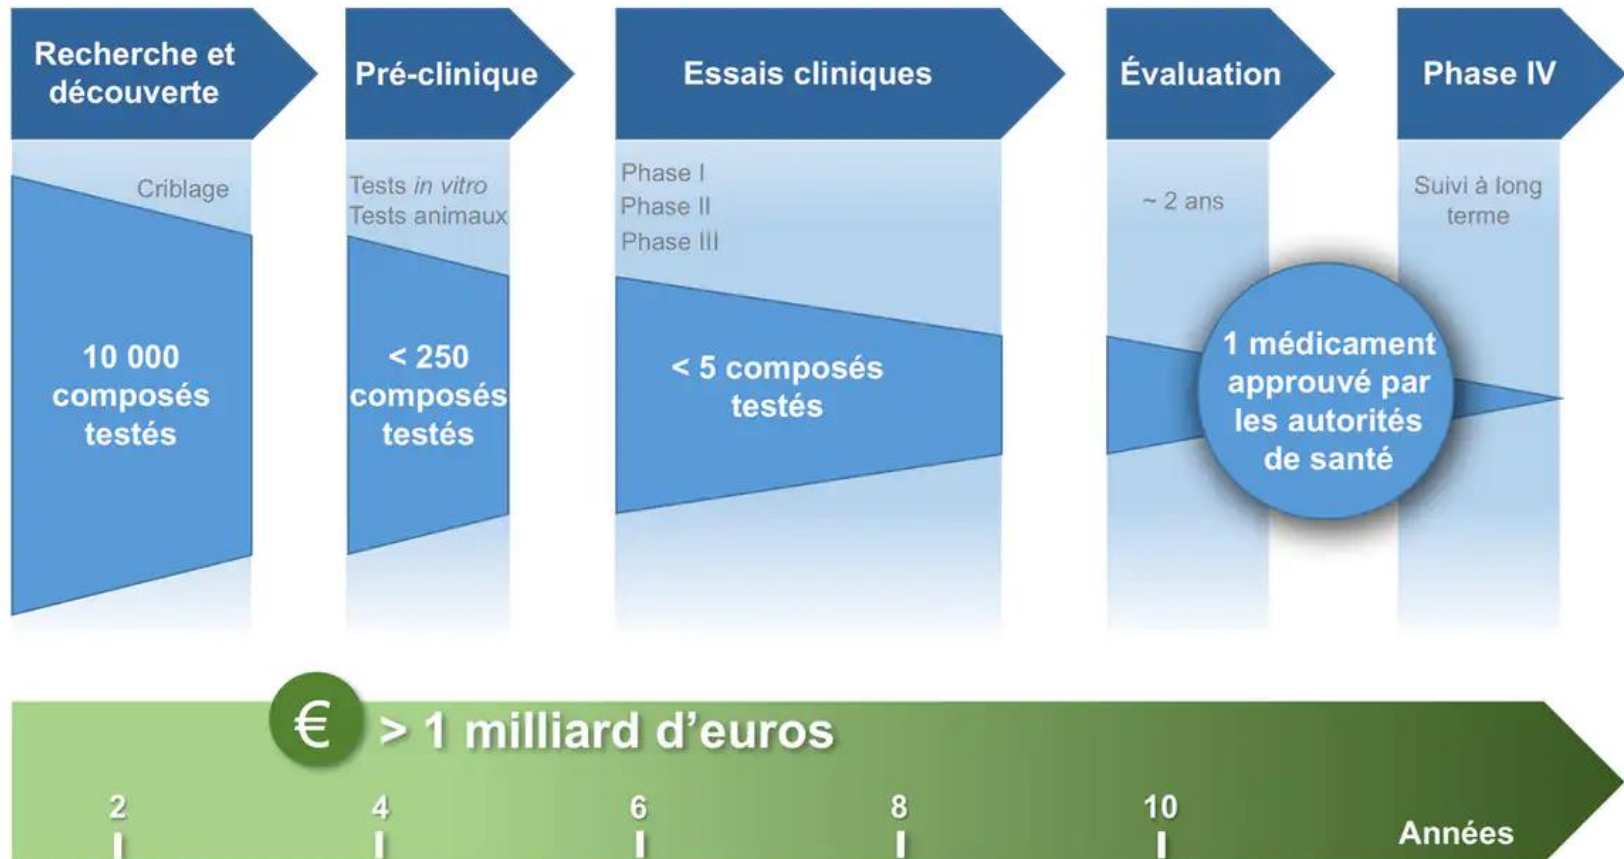 Recherche et
découverte
Pré-clinique
Essais cliniques
Évaluation
Phase IV
Criblage
Tests in vitro
Tests animaux
Phase I
Phase II
Phase III
~ 2 ans
Suivi à long
terme
10 000
composés
testés
< 250
composés
testés
< 5 composés
testés
1 médicament
approuvé par
les autorités
de santé
€ > 1 milliard d’euros
2 4 6 8 10
Années